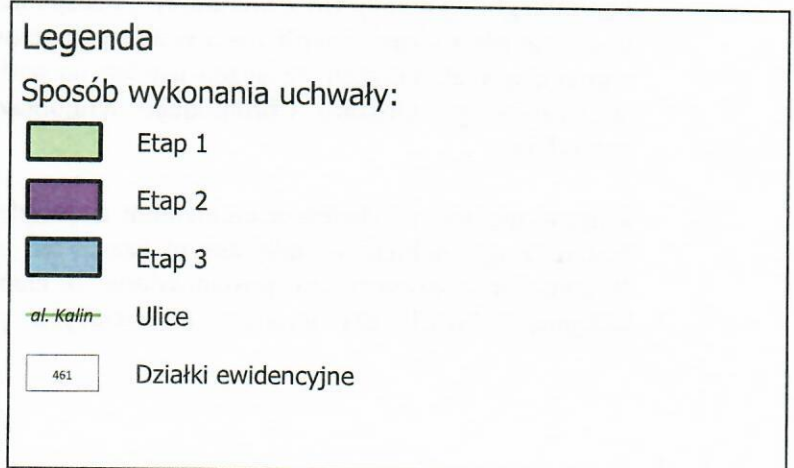 Legenda
Sposób wykonania uchwały:
Etap 1
Etap 2
Etap 3
al. Kalin Ulice
461 Działki ewidencyjne